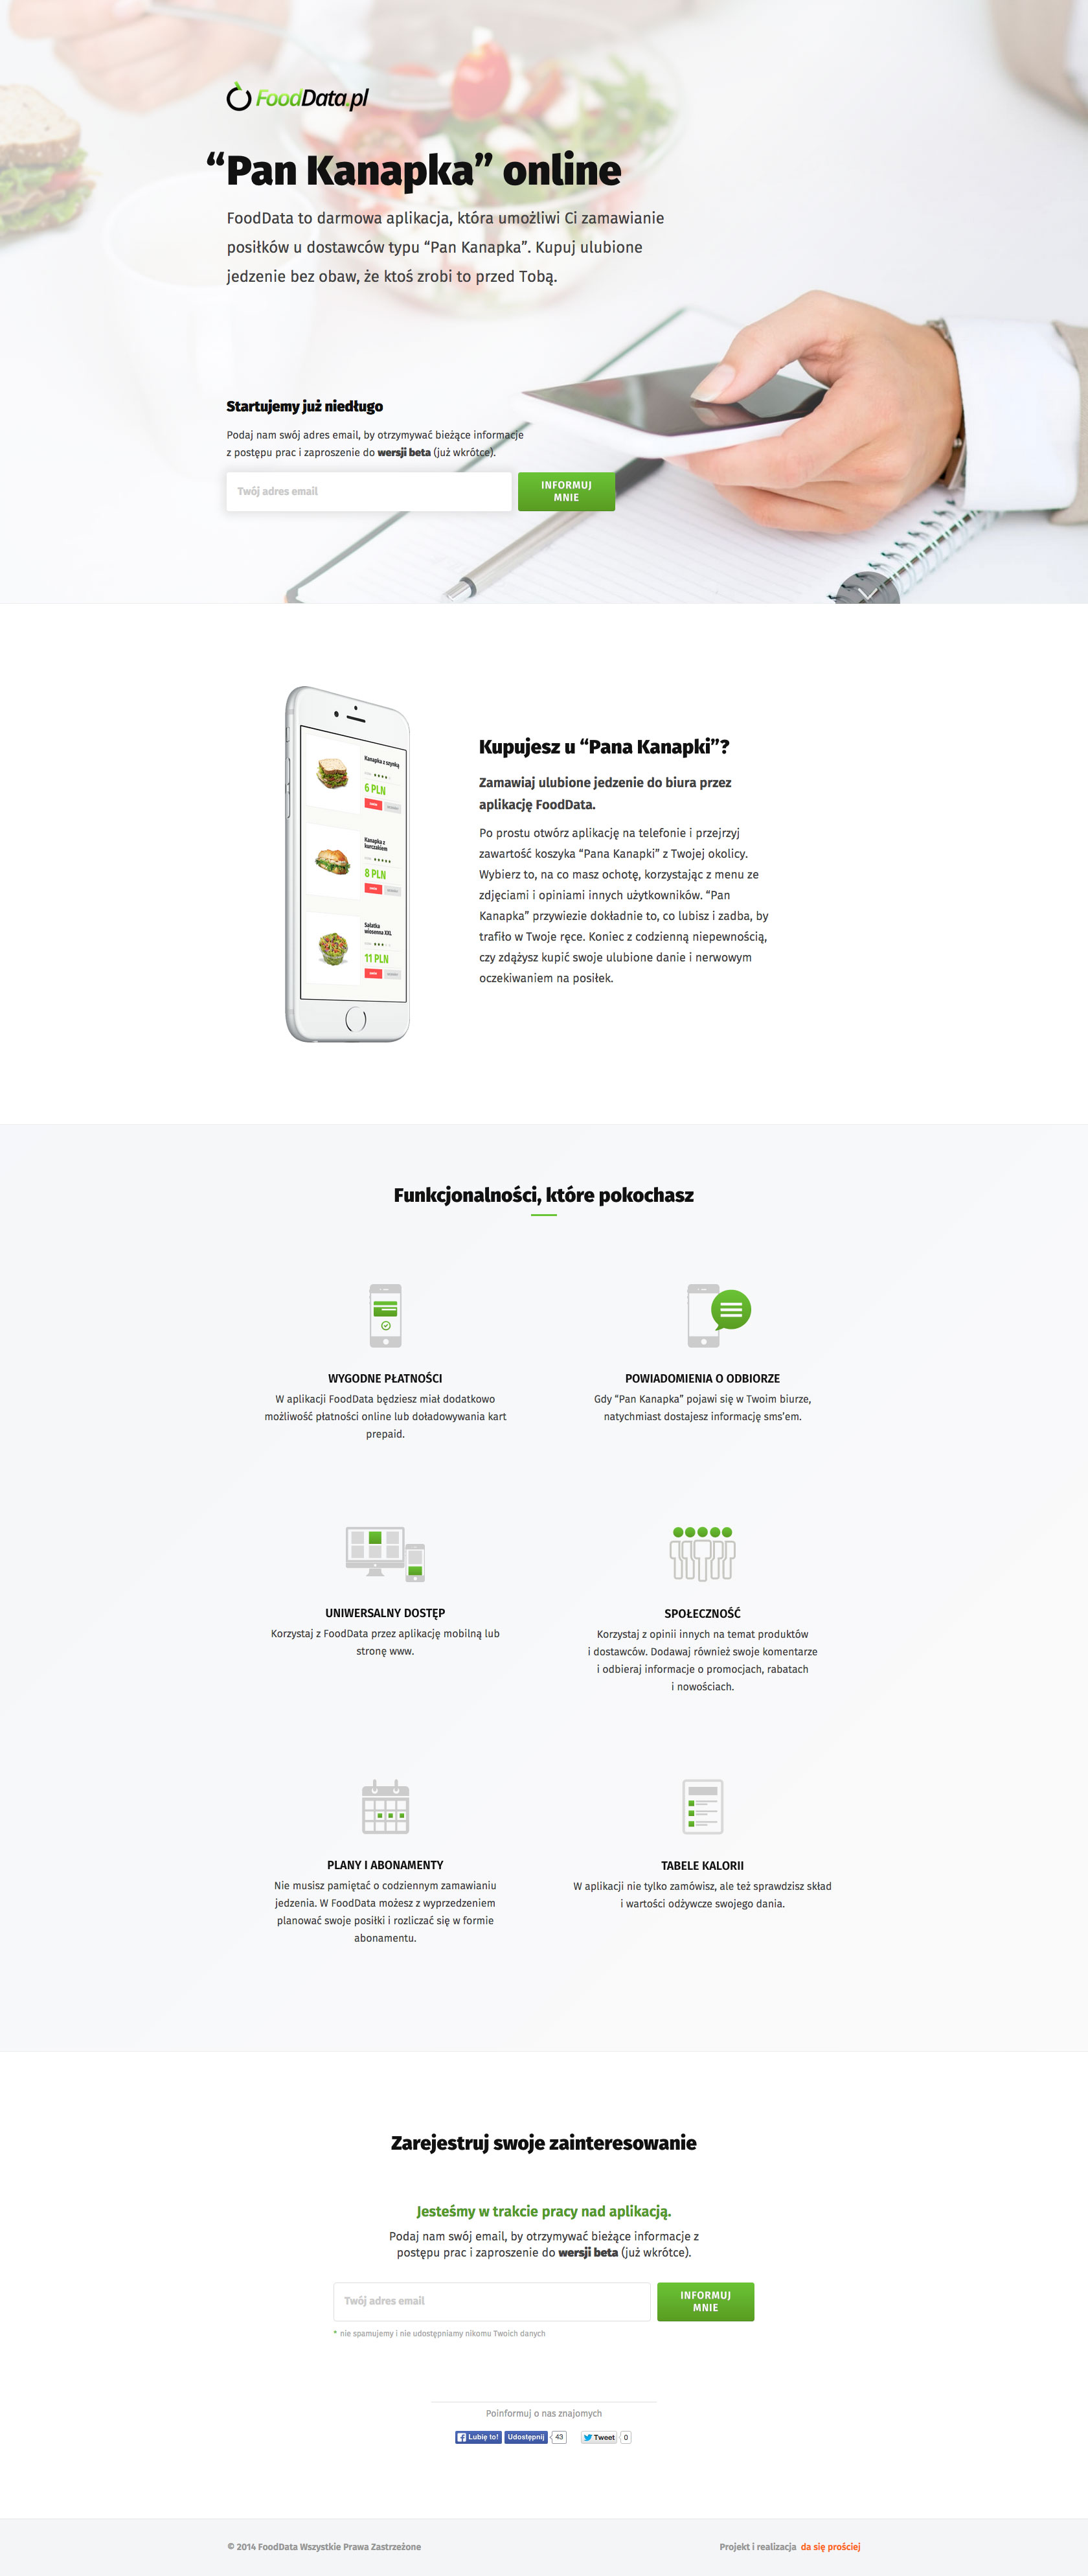 FoodData.pl
“Pan Kanapka” online
FoodData to darmowa aplikacja, która umożliwi Ci zamawianie
posiłków u dostawców typu “Pan Kanapka”. Kupuj ulubione
jedzenie bez obaw, że ktoś zrobi to przed Tobą.
Startujemy już niedługo
Podaj nam swój adres email, by otrzymywać bieżące informacje
z postępu prac i zaproszenie do wersji beta (już wkrótce).
Twój adres email
INFORMUJ
MNIE
Kanapka z szynką
6 PLN
Kanapka z
kurczakiem
8 PLN
Sałatka
wiosenna XXL
11 PLN
Kupujesz u “Pana Kanapki”?
Zamawiaj ulubione jedzenie do biura przez
aplikację FoodData.
Po prostu otwórz aplikację na telefonie i przejrzyj
zawartość koszyka “Pana Kanapki” z Twojej okolicy.
Wybierz to, na co masz ochotę, korzystając z menu ze
zdjęciami i opiniami innych użytkowników. “Pan
Kanapka” przywiezie dokładnie to, co lubisz i zadba, by
trafiło w Twoje ręce. Koniec z codzienną niepewnością,
czy zdążysz kupić swoje ulubione danie i nerwowym
oczekiwaniem na posiłek.
Funkcjonalności, które pokochasz
WYGODNE PŁATNOŚCI
W aplikacji FoodData będziesz miał dodatkowo
możliwość płatności online lub doładowywania kart
prepaid.
POWIADOMIENIA O ODBIORZE
Gdy “Pan Kanapka” pojawi się w Twoim biurze,
natychmiast dostajesz informację sms'em.
UNIWERSALNY DOSTĘP
Korzystaj z FoodData przez aplikację mobilną lub
stronę www.
SPOŁECZNOŚĆ
Korzystaj z opinii innych na temat produktów
i dostawców. Dodawaj również swoje komentarze
i odbieraj informacje o promocjach, rabatach
i nowościach.
PLANY I ABONAMENTY
Nie musisz pamiętać o codziennym zamawianiu
jedzenia. W FoodData możesz z wyprzedzeniem
planować swoje posiłki i rozliczać się w formie
abonamentu.
TABELE KALORII
W aplikacji nie tylko zamówisz, ale też sprawdzisz skład
i wartości odżywcze swojego dania.
Zarejestruj swoje zainteresowanie
Jesteśmy w trakcie pracy nad aplikacją.
Podaj nam swój email, by otrzymywać bieżące informacje z
postępu prac i zaproszenie do wersji beta (już wkrótce).
Twój adres email
INFORMUJ
MNIE
* nie spamujemy i nie udostępniamy nikomu Twoich danych
Poinformuj o nas znajomych
Lubię to! Udostępnij 43 Tweet 0
© 2014 FoodData Wszystkie Prawa Zastrzeżone
Projekt i realizacja da się prościej